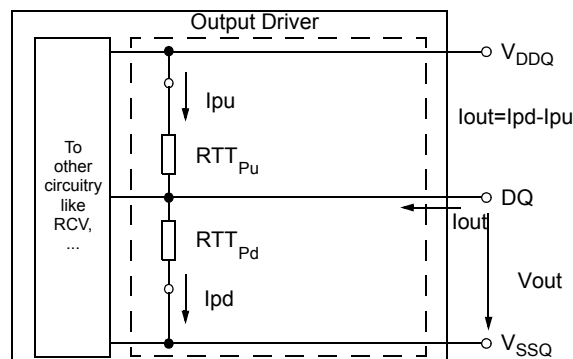 Output Driver
V_DDQ
Ipu
Iout=Ipd-Ipu
To
other
circuitry
like
RCV,
...
RTT_Pu
DQ
Iout
RTT_Pd
Vout
Ipd
V_SSQ